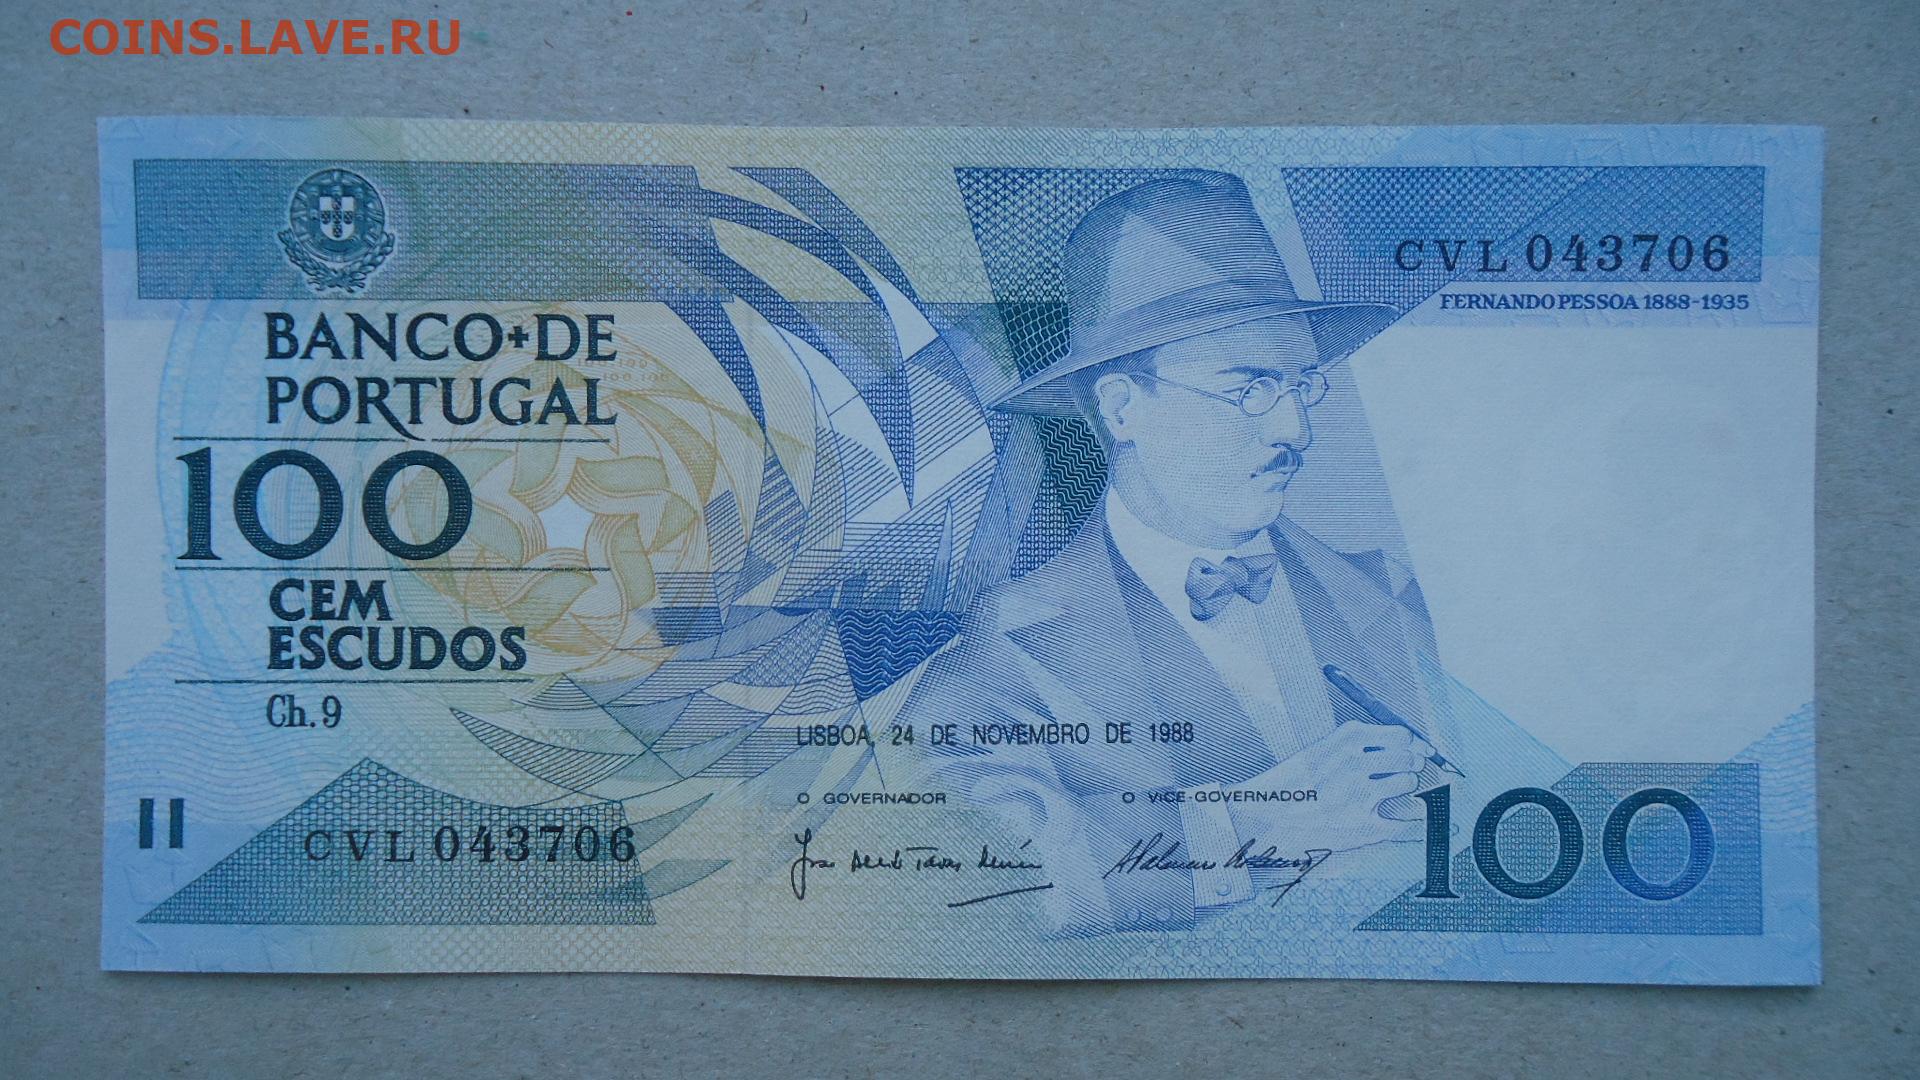 COINS.LAVE.RU
CVL 043706
FERNANDO PESSOA 1888-1935
BANCO+DE
PORTUGAL
100
CEM
ESCUDOS
Ch. 9
LISBOA, 24 DE NOVEMBRO DE 1988
O GOVERNADOR O VICE-GOVERNADOR
CVL 043706
100